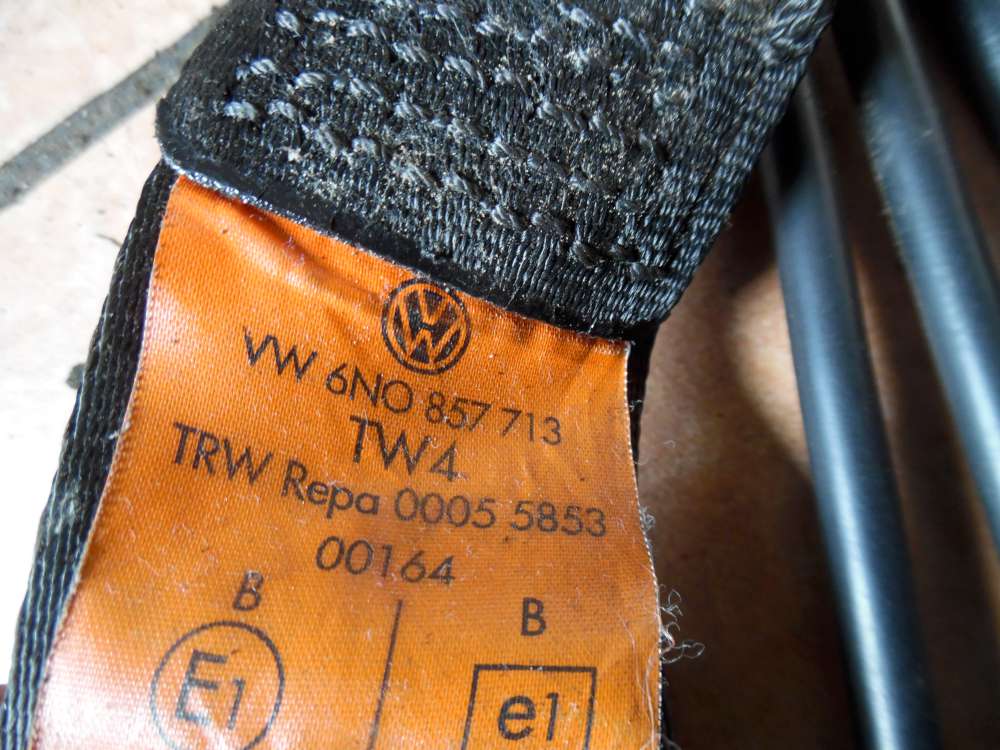 VW 6N0 857 713
TW4
TRW Repa 0005 5853
00164
B B
E1 e1